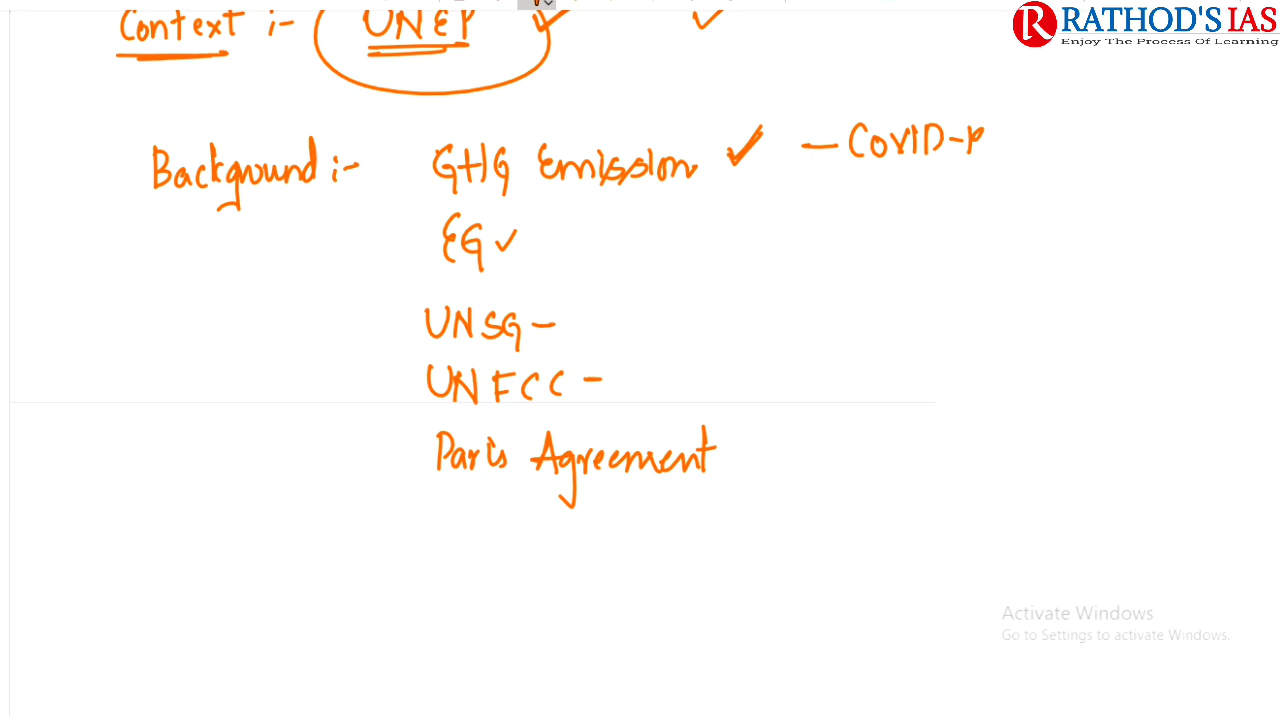 Context :- UNEP
RATHOD'S IAS
Enjoy The Process Of Learning
Background :- GHG Emission - COVID-
EG
UNSG -
UNFCC -
Paris Agreement
Activate Windows
Go to Settings to activate Windows.